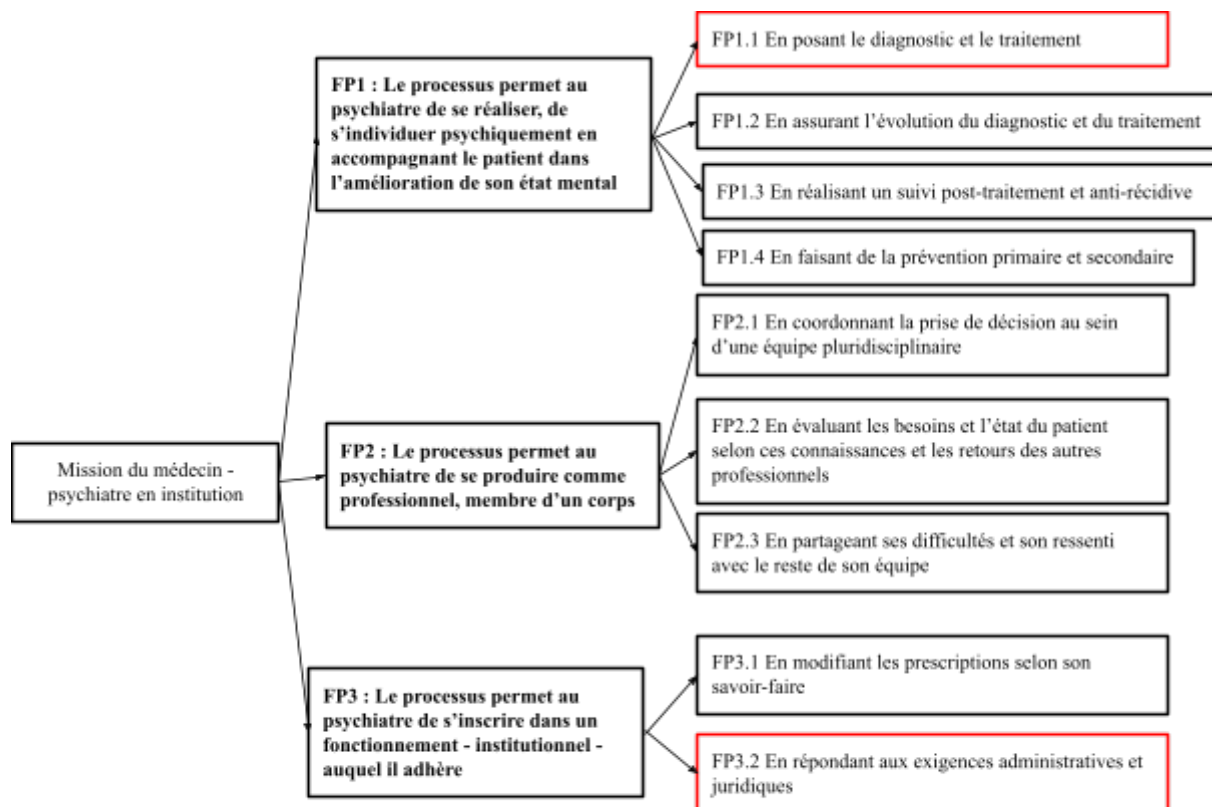 FP1.1 En posant le diagnostic et le traitement
FP1 : Le processus permet au
psychiatre de se réaliser, de
s’individuer psychiquement en
accompagnant le patient dans
l’amélioration de son état mental
FP1.2 En assurant l’évolution du diagnostic et du traitement
FP1.3 En réalisant un suivi post-traitement et anti-récidive
FP1.4 En faisant de la prévention primaire et secondaire
Mission du médecin -
psychiatre en institution
FP2 : Le processus permet au
psychiatre de se produire comme
professionnel, membre d’un corps
FP2.1 En coordonnant la prise de décision au sein
d’une équipe pluridisciplinaire
FP2.2 En évaluant les besoins et l’état du patient
selon ces connaissances et les retours des autres
professionnels
FP2.3 En partageant ses difficultés et son ressenti
avec le reste de son équipe
FP3 : Le processus permet au
psychiatre de s’inscrire dans un
fonctionnement - institutionnel -
auquel il adhère
FP3.1 En modifiant les prescriptions selon son
savoir-faire
FP3.2 En répondant aux exigences administratives et
juridiques